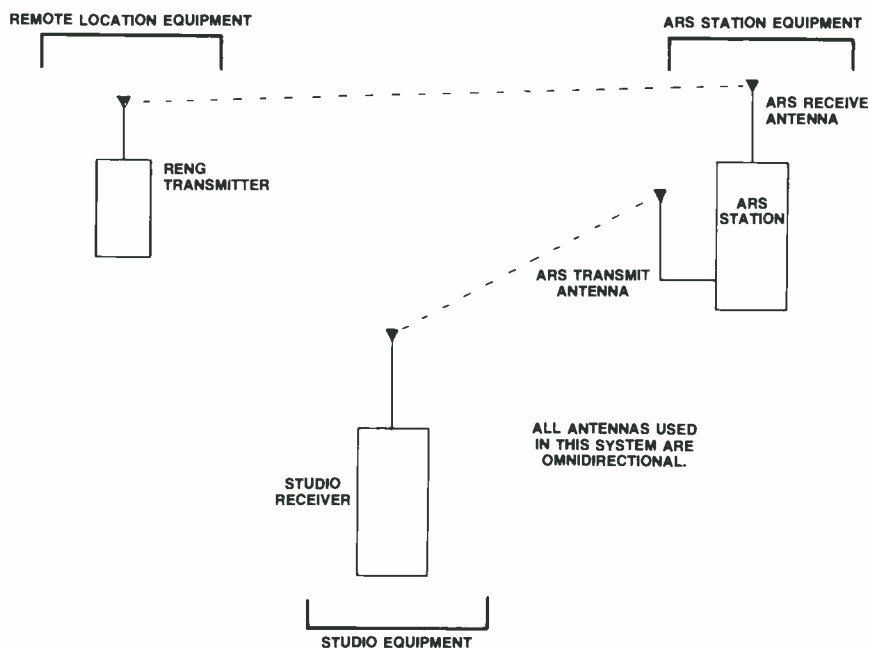 REMOTE LOCATION EQUIPMENT
ARS STATION EQUIPMENT
ARS RECEIVE
ANTENNA
RENG
TRANSMITTER
ARS
STATION
ARS TRANSMIT
ANTENNA
ALL ANTENNAS USED
IN THIS SYSTEM ARE
OMNIDIRECTIONAL.
STUDIO
RECEIVER
STUDIO EQUIPMENT